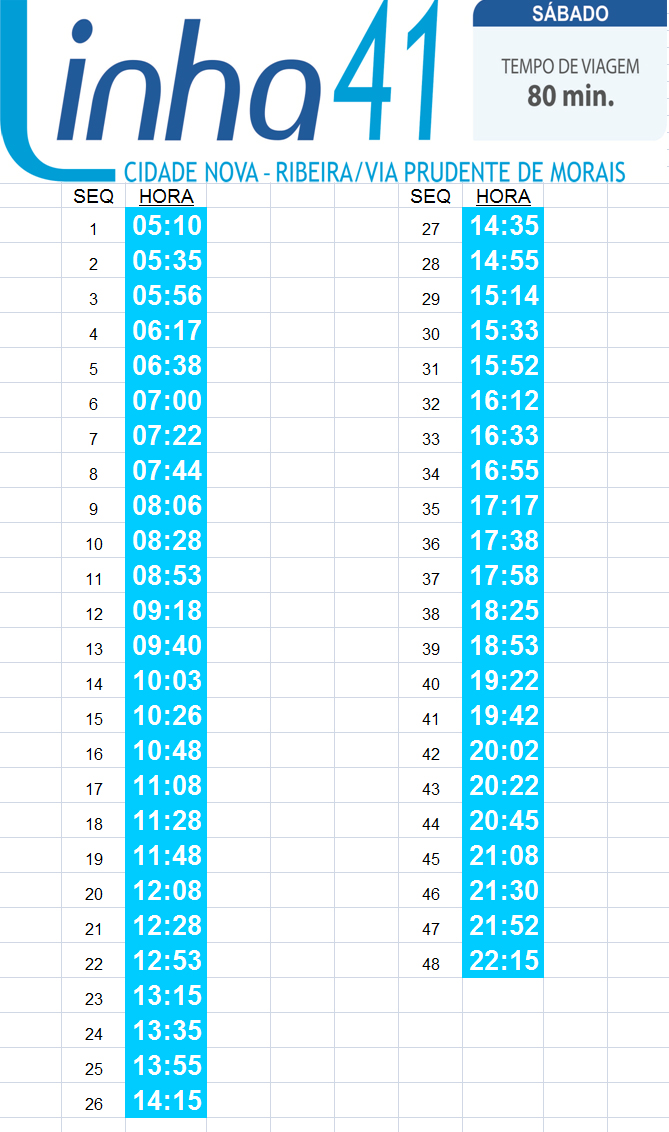 Linha 41
SÁBADO
TEMPO DE VIAGEM
80 min.
CIDADE NOVA - RIBEIRA/VIA PRUDENTE DE MORAIS
SEQ HORA SEQ HORA
1 05:10 27 14:35
2 05:35 28 14:55
3 05:56 29 15:14
4 06:17 30 15:33
5 06:38 31 15:52
6 07:00 32 16:12
7 07:22 33 16:33
8 07:44 34 16:55
9 08:06 35 17:17
10 08:28 36 17:38
11 08:53 37 17:58
12 09:18 38 18:25
13 09:40 39 18:53
14 10:03 40 19:22
15 10:26 41 19:42
16 10:48 42 20:02
17 11:08 43 20:22
18 11:28 44 20:45
19 11:48 45 21:08
20 12:08 46 21:30
21 12:28 47 21:52
22 12:53 48 22:15
23 13:15
24 13:35
25 13:55
26 14:15